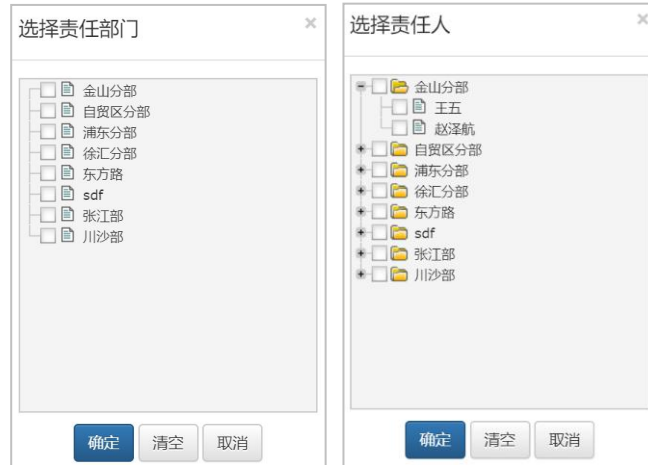 选择责任部门
×
金山分部
自贸区分部
浦东分部
徐汇分部
东方路
sdf
张江部
川沙部
确定
清空
取消
选择责任人
×
金山分部
王五
赵泽航
自贸区分部
浦东分部
徐汇分部
东方路
sdf
张江部
川沙部
确定
清空
取消